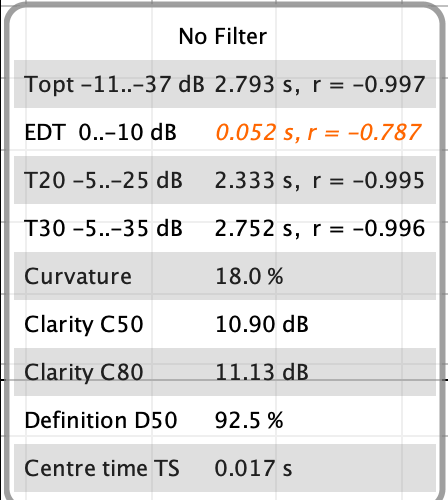 No Filter
Topt −11..−37 dB 2.793 s, r = −0.997
EDT 0..−10 dB 0.052 s, r = −0.787
T20 −5..−25 dB 2.333 s, r = −0.995
T30 −5..−35 dB 2.752 s, r = −0.996
Curvature 18.0 %
Clarity C50 10.90 dB
Clarity C80 11.13 dB
Definition D50 92.5 %
Centre time TS 0.017 s